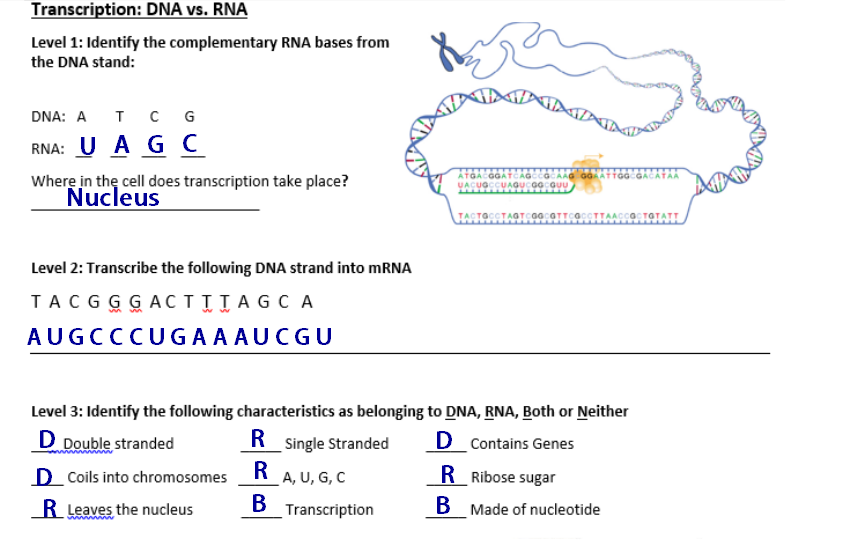 Transcription: DNA vs. RNA
Level 1: Identify the complementary RNA bases from
the DNA stand:
DNA: A T C G
RNA: U A G C
Where in the cell does transcription take place?
Nucleus
ATGACGGATCAGCCGCAAGCGGAATTGGCGACATAA
UACUGCCUAGUCGGCGUU
TACTGCCTAGTCGGCGTTCGCCTTAACCGCTGTATT
Level 2: Transcribe the following DNA strand into mRNA
T A C G G G A C T T T A G C A
A U G C C C U G A A A U C G U
Level 3: Identify the following characteristics as belonging to DNA, RNA, Both or Neither
D Double stranded R Single Stranded D Contains Genes
D Coils into chromosomes R A, U, G, C R Ribose sugar
R Leaves the nucleus B Transcription B Made of nucleotide